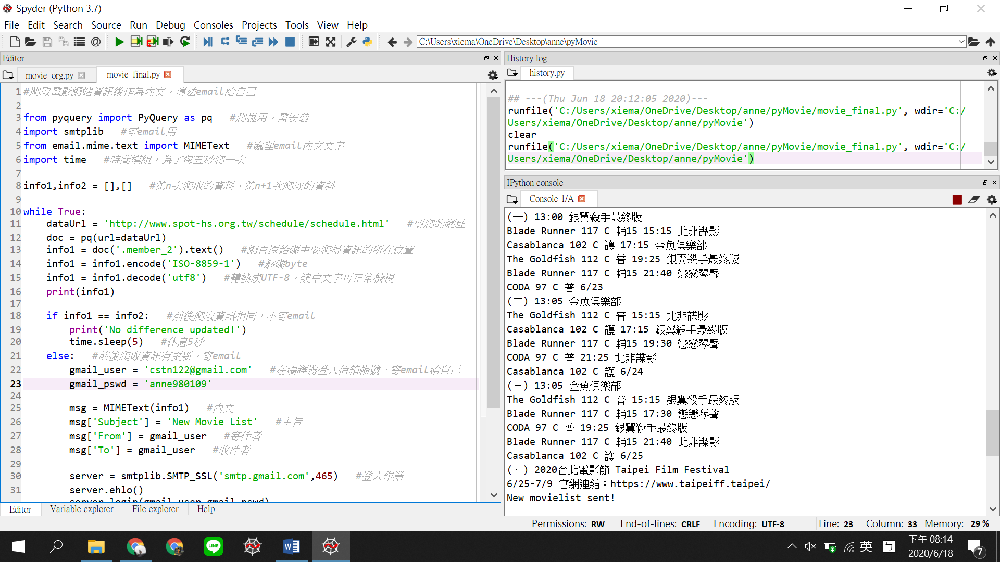 Spyder (Python 3.7)
File Edit Search Source Run Debug Consoles Projects Tools View Help
C:\Users\xiema\OneDrive\Desktop\anne\pyMovie
Editor
movie_org.py
movie_final.py
1 #爬取電影網站資訊後作為內文，傳送email給自己
2
3 from pyquery import PyQuery as pq #爬蟲用，需安裝
4 import smtplib #寄email用
5 from email.mime.text import MIMEText #處理email內文文字
6 import time #時間模組，為了每五秒爬一次
7
8 info1,info2 = [],[] #第n次爬取的資料、第n+1次爬取的資料
9
10 while True:
11 dataUrl = 'http://www.spot-hs.org.tw/schedule/schedule.html' #要爬的網址
12 doc = pq(url=dataUrl)
13 info1 = doc('.member_2').text() #網頁原始碼中要爬得資訊的所在位置
14 info1 = info1.encode('ISO-8859-1') #解碼byte
15 info1 = info1.decode('utf8') #轉換成UTF-8，讓中文字可正常檢視
16 print(info1)
17
18 if info1 == info2: #前後爬取資訊相同，不寄email
19 print('No difference updated!')
20 time.sleep(5) #休息5秒
21 else: #前後爬取資訊有更新，寄email
22 gmail_user = 'cstn122@gmail.com' #在編譯器登入信箱帳號，寄email給自己
23 gmail_pswd = 'anne980109'
24
25 msg = MIMEText(info1) #內文
26 msg['Subject'] = 'New Movie List' #主旨
27 msg['From'] = gmail_user #寄件者
28 msg['To'] = gmail_user #收件者
29
30 server = smtplib.SMTP_SSL('smtp.gmail.com',465) #登入作業
31 server.ehlo()
server.login(gmail_user,gmail_pswd)
Editor Variable explorer File explorer Help
History log
history.py
## ---(Thu Jun 18 20:12:05 2020)---
runfile('C:/Users/xiema/OneDrive/Desktop/anne/pyMovie/movie_final.py', wdir='C:/
Users/xiema/OneDrive/Desktop/anne/pyMovie')
clear
runfile('C:/Users/xiema/OneDrive/Desktop/anne/pyMovie/movie_final.py', wdir='C:/
Users/xiema/OneDrive/Desktop/anne/pyMovie')
IPython console
Console 1/A
(一) 13:00 銀翼殺手最終版
Blade Runner 117 C 輔15 15:15 北非諜影
Casablanca 102 C 護 17:15 金魚俱樂部
The Goldfish 112 C 普 19:25 銀翼殺手最終版
Blade Runner 117 C 輔15 21:40 戀戀琴聲
CODA 97 C 普 6/23
(二) 13:05 金魚俱樂部
The Goldfish 112 C 普 15:15 北非諜影
Casablanca 102 C 護 17:15 銀翼殺手最終版
Blade Runner 117 C 輔15 19:30 戀戀琴聲
CODA 97 C 普 21:25 北非諜影
Casablanca 102 C 護 6/24
(三) 13:05 金魚俱樂部
The Goldfish 112 C 普 15:15 銀翼殺手最終版
Blade Runner 117 C 輔15 17:30 戀戀琴聲
CODA 97 C 普 19:25 銀翼殺手最終版
Blade Runner 117 C 輔15 21:40 北非諜影
Casablanca 102 C 護 6/25
(四) 2020台北電影節 Taipei Film Festival
6/25-7/9 官網連結：https://www.taipeiff.taipei/
New movielist sent!
Permissions: RW End-of-lines: CRLF Encoding: UTF-8 Line: 23 Column: 33 Memory: 29 %
LINE
英 ㄅ
下午 08:14
2020/6/18
7